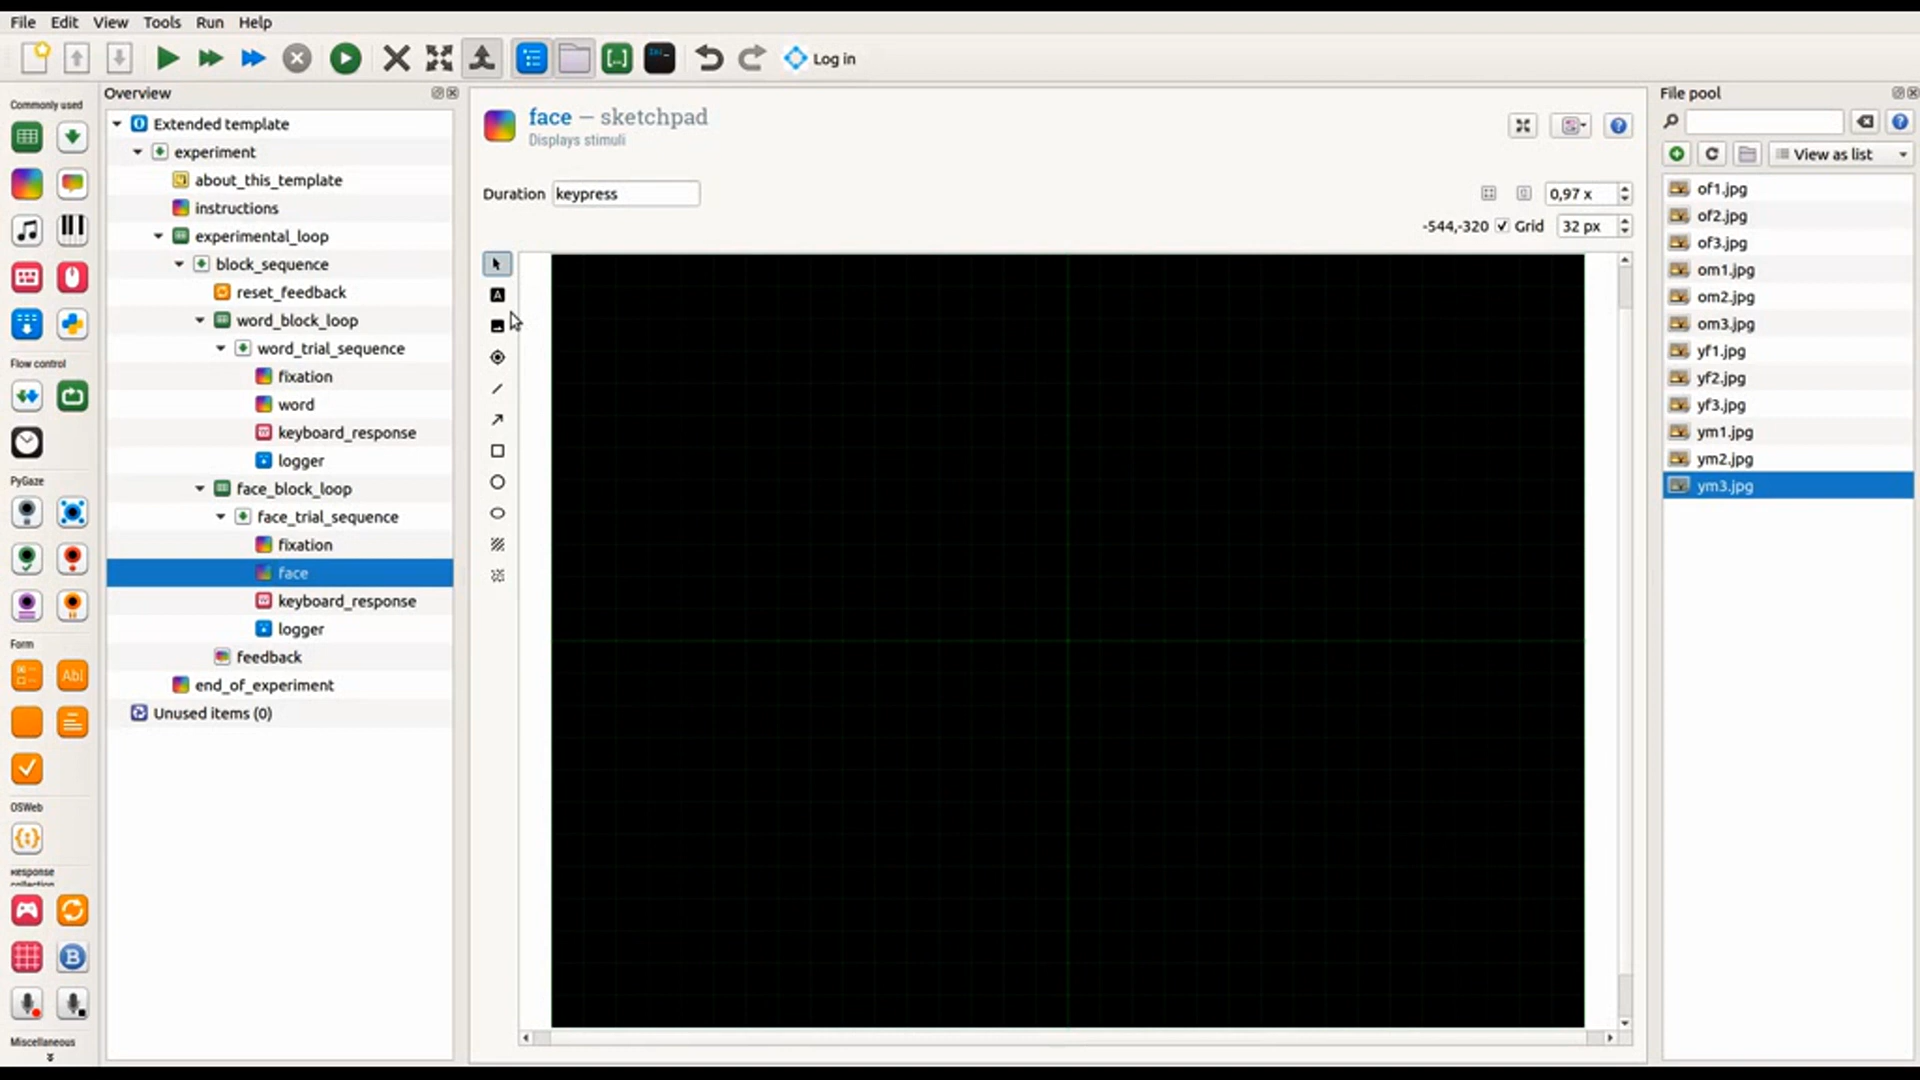 File Edit View Tools Run Help
Log in
Commonly used
Flow control
PyGaze
Form
Abl
OSWeb
Response
collection
Miscellaneous
Overview
Extended template
experiment
about_this_template
instructions
experimental_loop
block_sequence
reset_feedback
word_block_loop
word_trial_sequence
fixation
word
keyboard_response
logger
face_block_loop
face_trial_sequence
fixation
face
keyboard_response
logger
feedback
end_of_experiment
Unused items (0)
face — sketchpad
Displays stimuli
Duration keypress
0,97 x
-544,-320 Grid 32 px
A
File pool
View as list
of1.jpg
of2.jpg
of3.jpg
om1.jpg
om2.jpg
om3.jpg
yf1.jpg
yf2.jpg
yf3.jpg
ym1.jpg
ym2.jpg
ym3.jpg